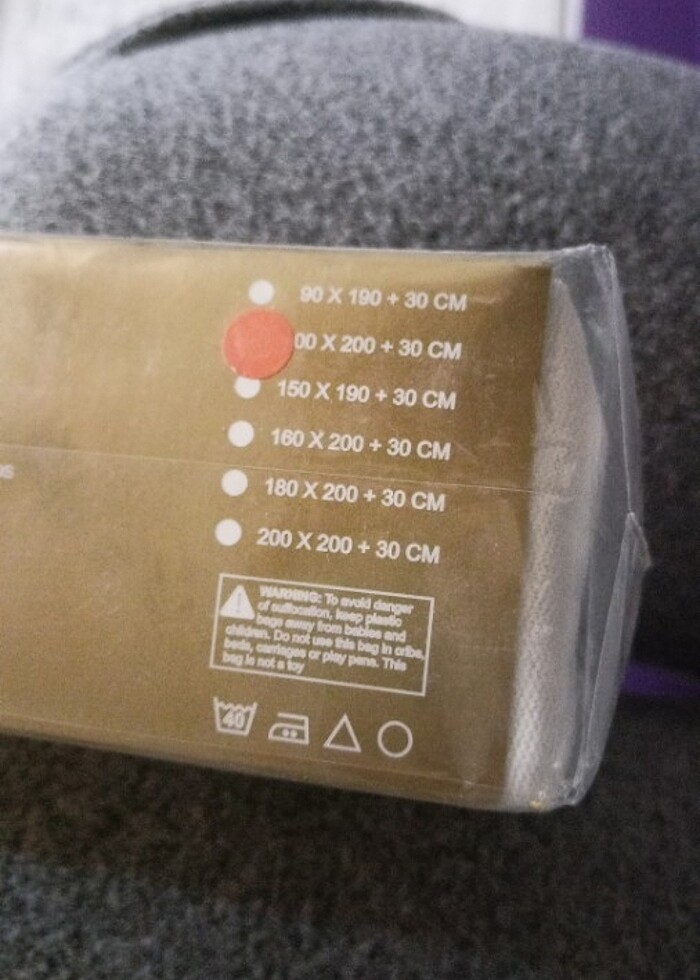 90 X 190 + 30 CM
00 X 200 + 30 CM
150 X 190 + 30 CM
160 X 200 + 30 CM
180 X 200 + 30 CM
200 X 200 + 30 CM
WARNING: To avoid danger
of suffocation, keep plastic
bags away from babies and
children. Do not use this bag in cribs,
beds, carriages or play pens. This
bag is not a toy
40